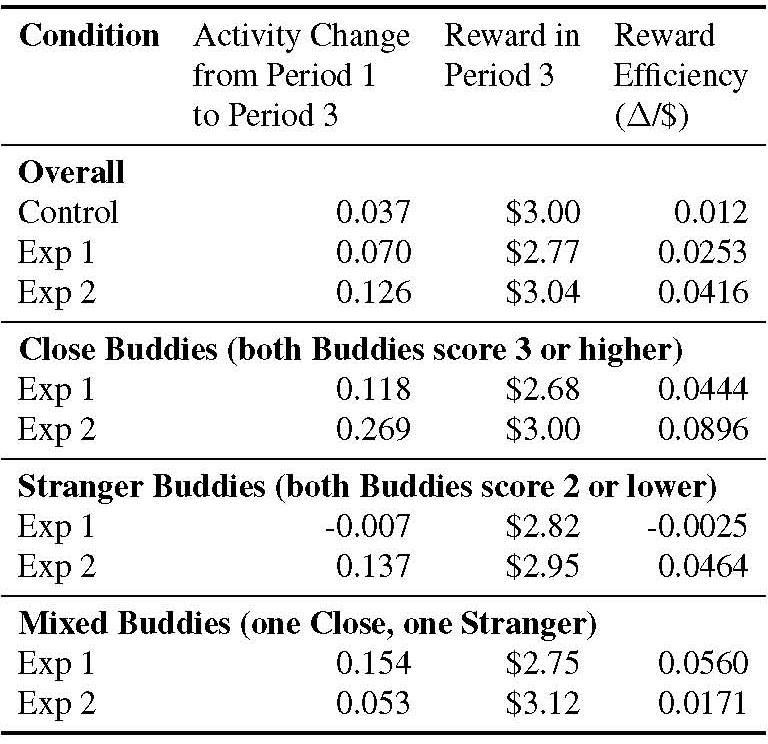 Condition Activity Change Reward in Reward
from Period 1 Period 3 Efficiency
to Period 3 (Δ/$)
Overall
Control 0.037 $3.00 0.012
Exp 1 0.070 $2.77 0.0253
Exp 2 0.126 $3.04 0.0416
Close Buddies (both Buddies score 3 or higher)
Exp 1 0.118 $2.68 0.0444
Exp 2 0.269 $3.00 0.0896
Stranger Buddies (both Buddies score 2 or lower)
Exp 1 -0.007 $2.82 -0.0025
Exp 2 0.137 $2.95 0.0464
Mixed Buddies (one Close, one Stranger)
Exp 1 0.154 $2.75 0.0560
Exp 2 0.053 $3.12 0.0171